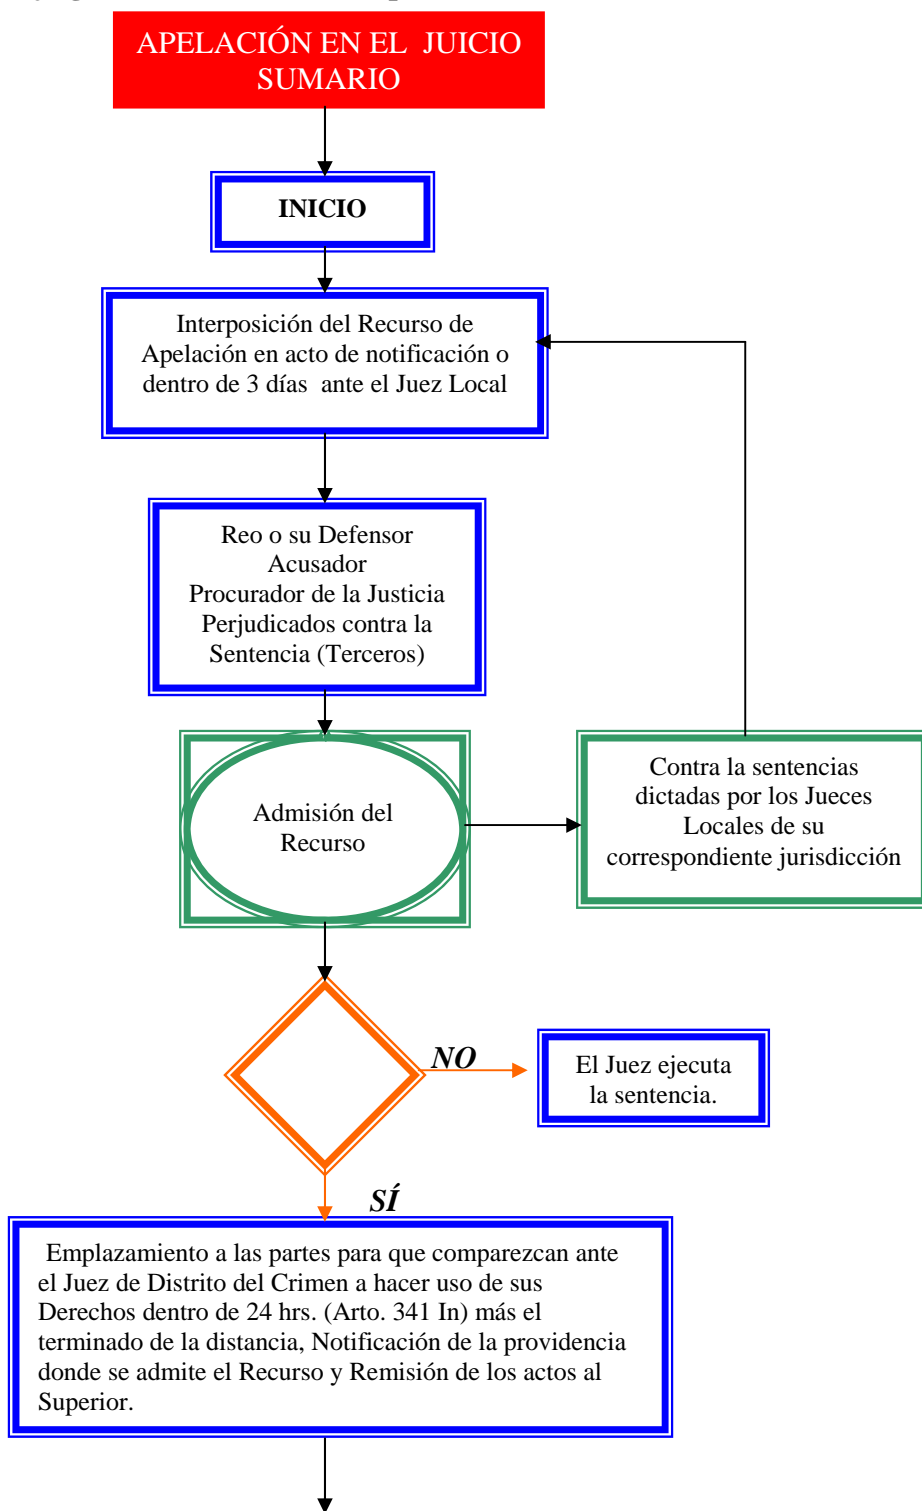 APELACIÓN EN EL JUICIO
SUMARIO
INICIO
Interposición del Recurso de
Apelación en acto de notificación o
dentro de 3 días ante el Juez Local
Reo o su Defensor
Acusador
Procurador de la Justicia
Perjudicados contra la
Sentencia (Terceros)
Admisión del
Recurso
Contra la sentencias
dictadas por los Jueces
Locales de su
correspondiente jurisdicción
NO
El Juez ejecuta
la sentencia.
SÍ
Emplazamiento a las partes para que comparezcan ante
el Juez de Distrito del Crimen a hacer uso de sus
Derechos dentro de 24 hrs. (Arto. 341 In) más el
terminado de la distancia, Notificación de la providencia
donde se admite el Recurso y Remisión de los actos al
Superior.